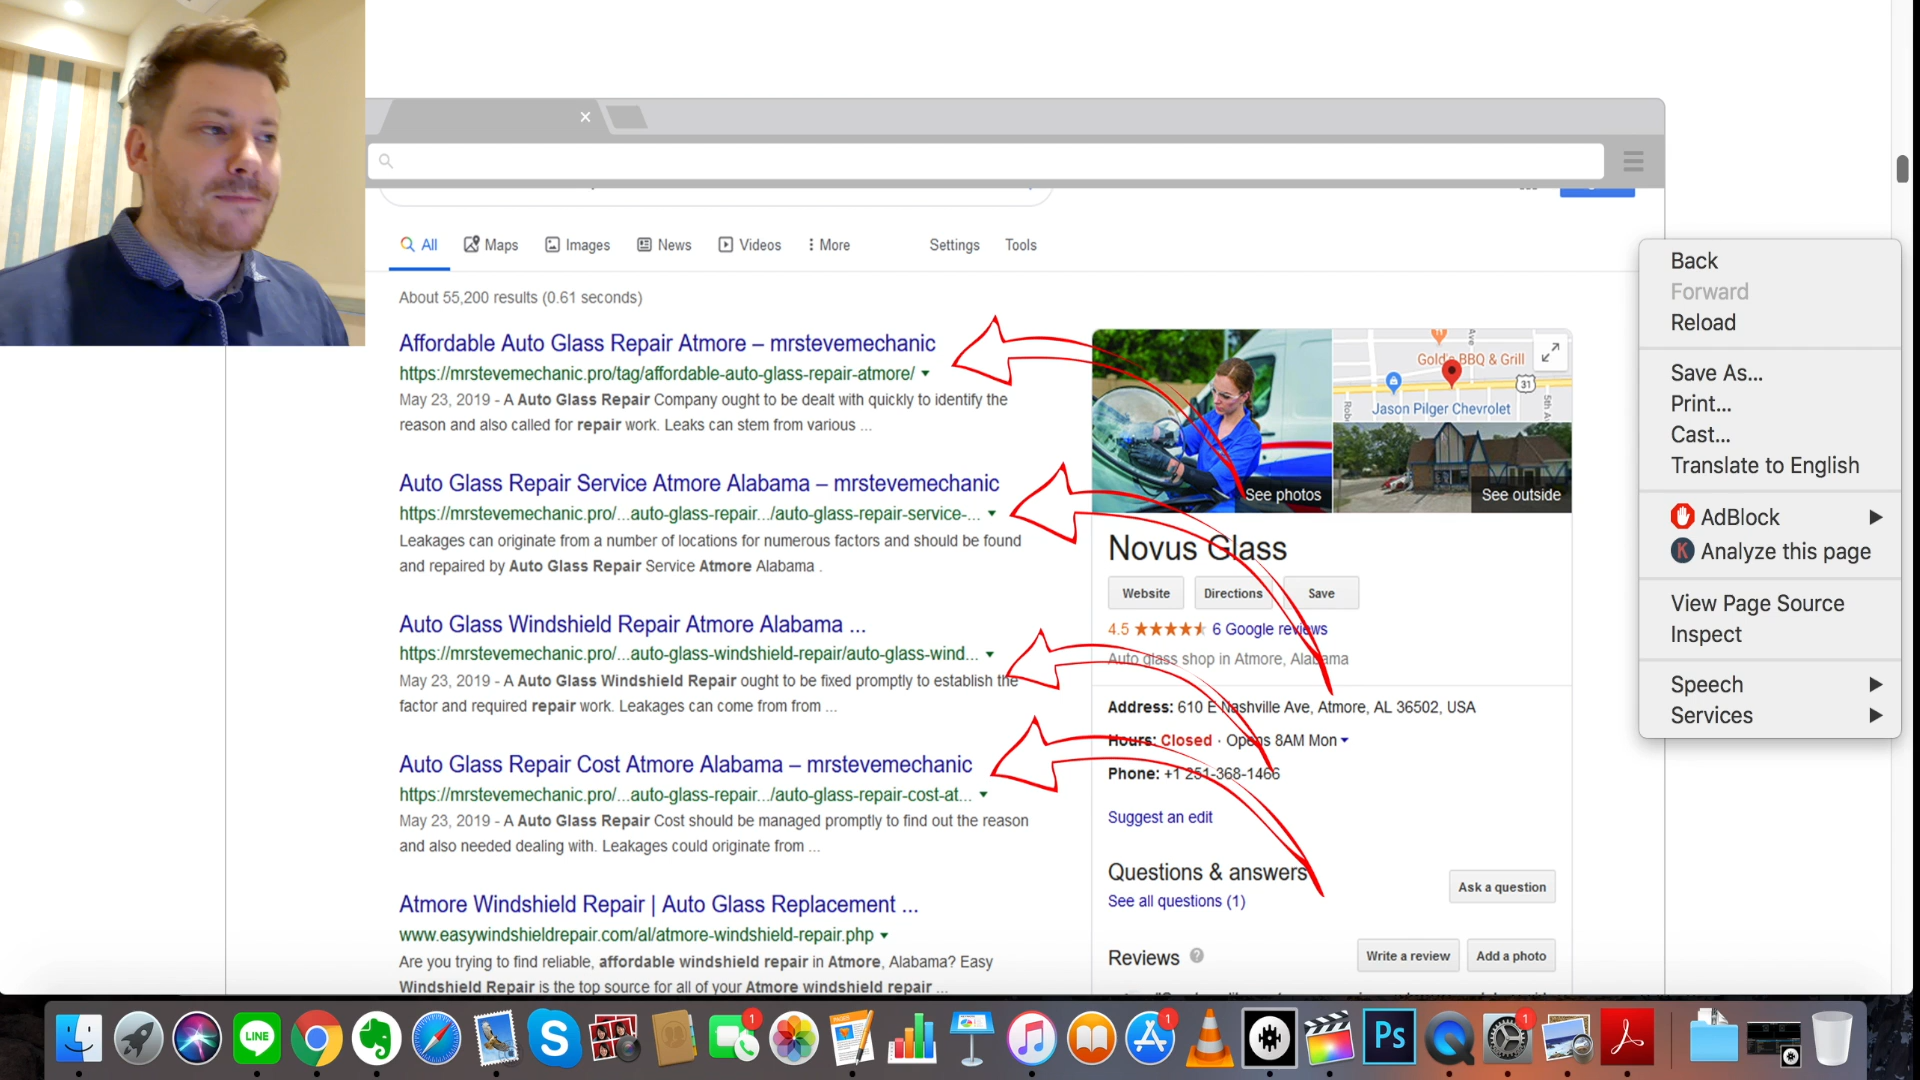 All
Maps
Images
News
Videos
More
Settings
Tools
About 55,200 results (0.61 seconds)
Affordable Auto Glass Repair Atmore – mrstevemechanic
https://mrstevemechanic.pro/tag/affordable-auto-glass-repair-atmore/
May 23, 2019 - A Auto Glass Repair Company ought to be dealt with quickly to identify the
reason and also called for repair work. Leaks can stem from various ...
Auto Glass Repair Service Atmore Alabama – mrstevemechanic
https://mrstevemechanic.pro/...auto-glass-repair.../auto-glass-repair-service-...
Leakages can originate from a number of locations for numerous factors and should be found
and repaired by Auto Glass Repair Service Atmore Alabama .
Auto Glass Windshield Repair Atmore Alabama ...
https://mrstevemechanic.pro/...auto-glass-windshield-repair/auto-glass-wind...
May 23, 2019 - A Auto Glass Windshield Repair ought to be fixed promptly to establish the
factor and required repair work. Leakages can come from from ...
Auto Glass Repair Cost Atmore Alabama – mrstevemechanic
https://mrstevemechanic.pro/...auto-glass-repair.../auto-glass-repair-cost-at...
May 23, 2019 - A Auto Glass Repair Cost should be managed promptly to find out the reason
and also needed dealing with. Leakages could originate from ...
Atmore Windshield Repair | Auto Glass Replacement ...
www.easywindshieldrepair.com/al/atmore-windshield-repair.php
Are you trying to find reliable, affordable windshield repair in Atmore, Alabama? Easy
Windshield Repair is the top source for all of your Atmore windshield repair ...
Gold's BBQ & Grill
Ave
31
Jason Pilger Chevrolet
5th A
See photos
See outside
Novus Glass
Website
Directions
Save
4.5
6 Google reviews
Auto glass shop in Atmore, Alabama
Address: 610 E Nashville Ave, Atmore, AL 36502, USA
Hours: Closed · Opens 8AM Mon
Phone: +1 251-368-1466
Suggest an edit
Questions & answers
See all questions (1)
Ask a question
Reviews
?
Write a review
Add a photo
Back
Forward
Reload
Save As...
Print...
Cast...
Translate to English
AdBlock
K Analyze this page
View Page Source
Inspect
Speech
Services
LINE
1
PAGES
1
Ps
1